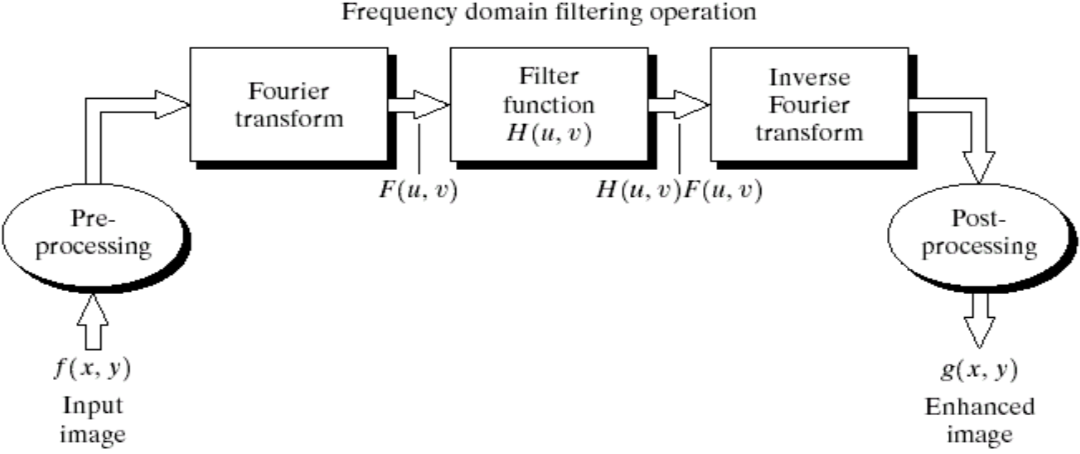 Frequency domain filtering operation
Fourier
transform
Filter
function
H(u, v)
Inverse
Fourier
transform
F(u, v)
H(u, v)F(u, v)
Pre-
processing
Post-
processing
f(x, y)
Input
image
g(x, y)
Enhanced
image